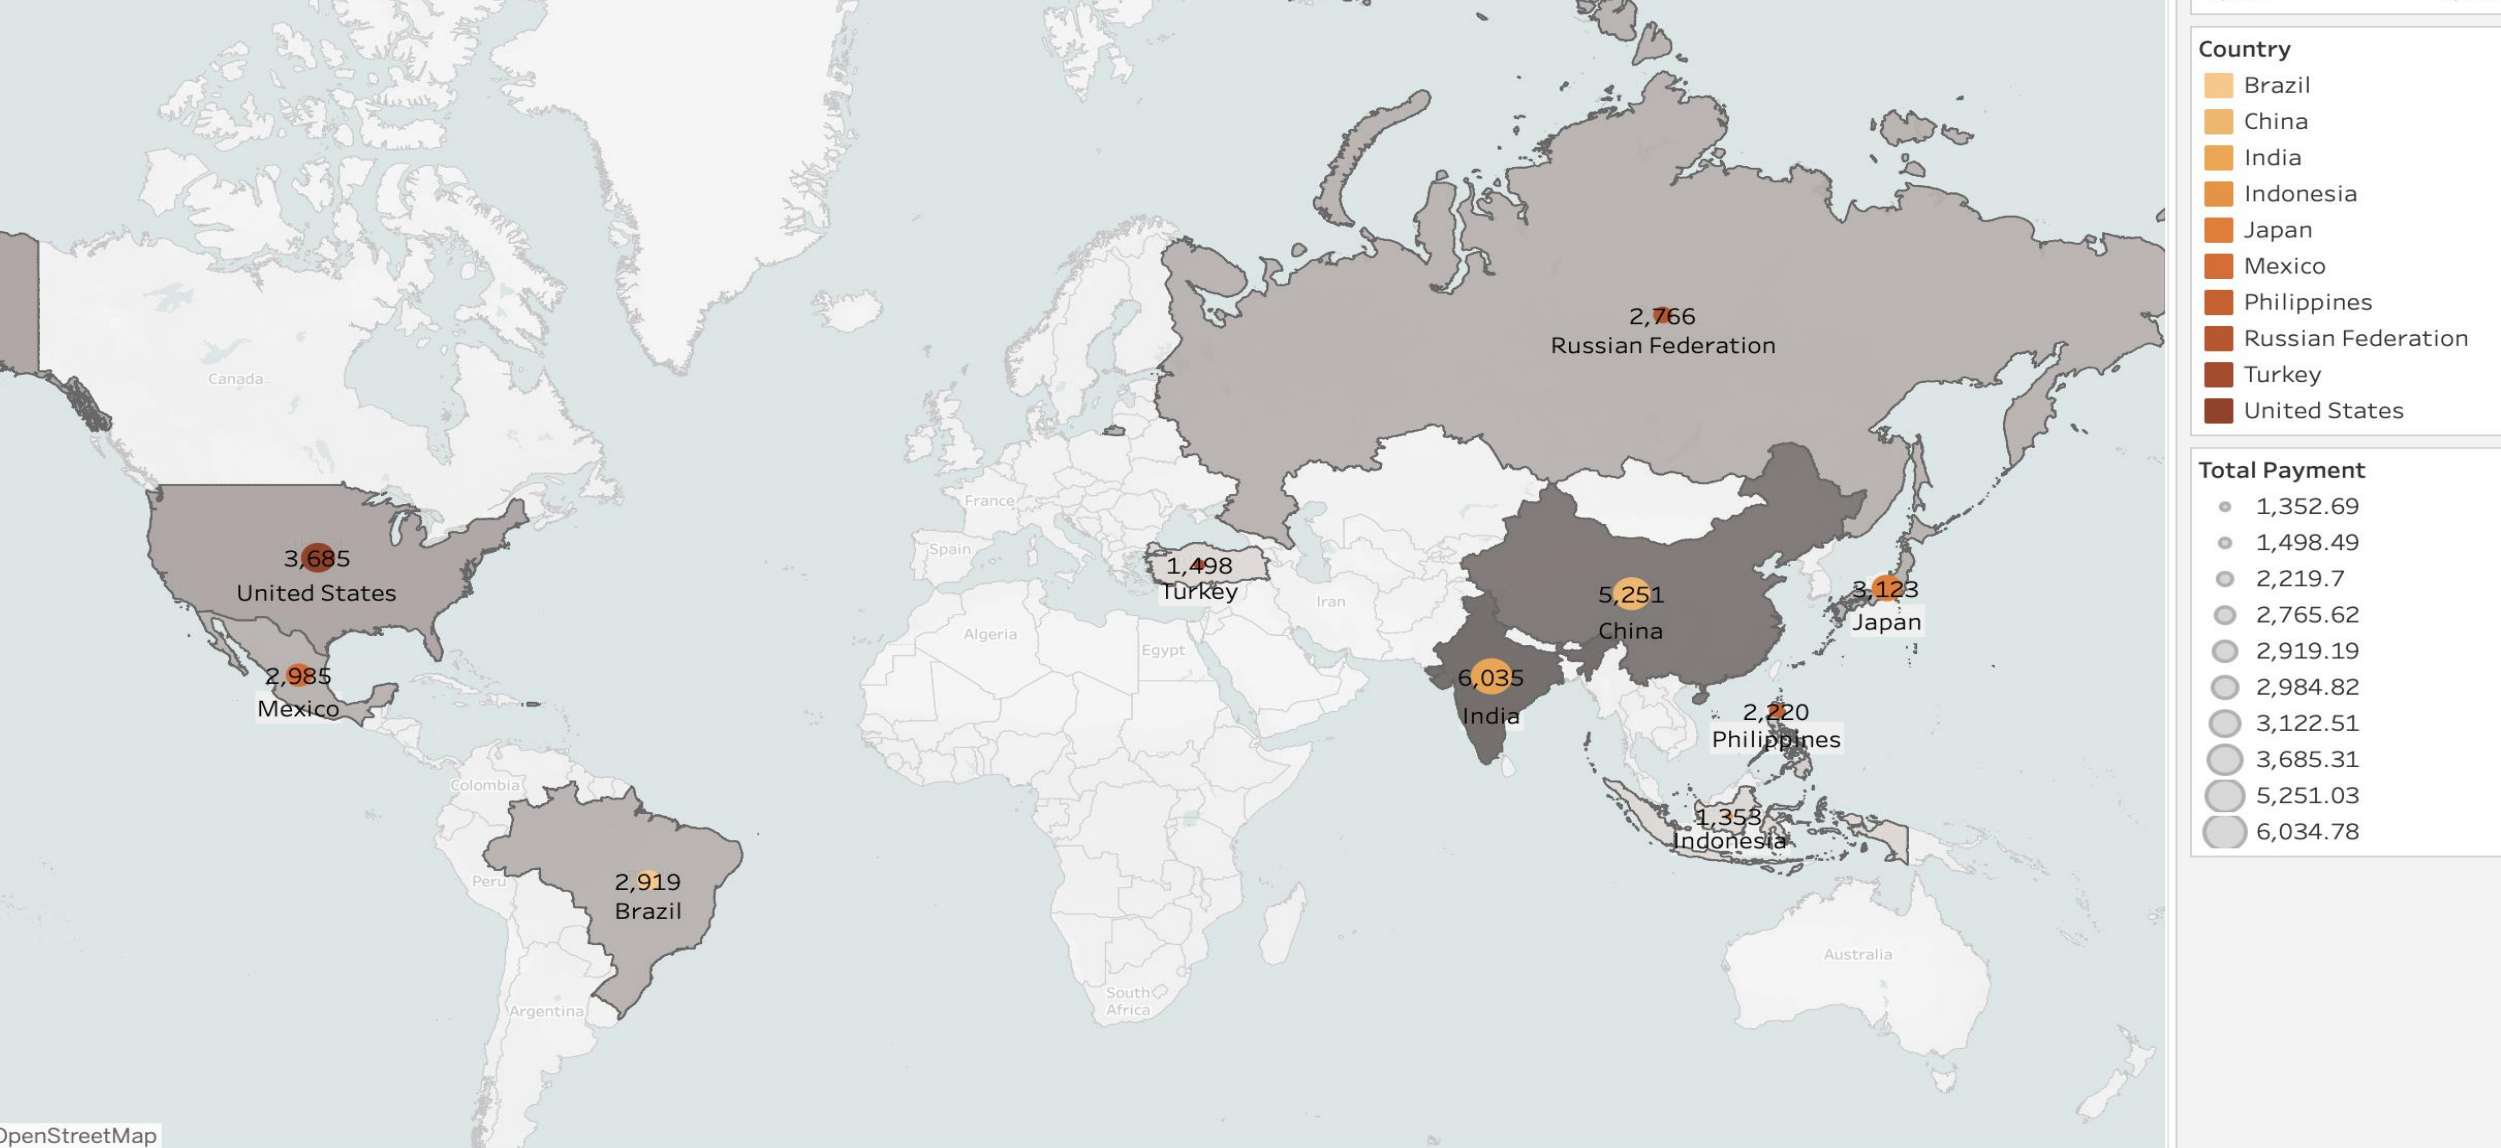 Canada
2,766
Russian Federation
France
Spain
3,685
United States
1,498
Turkey
Iran
5,251
China
3,123
Japan
Algeria
Egypt
2,985
Mexico
6,035
India
2,220
Philippines
Colombia
1,353
Indonesia
Peru
2,919
Brazil
Australia
South
Africa
Argentina
OpenStreetMap
Country
Brazil
China
India
Indonesia
Japan
Mexico
Philippines
Russian Federation
Turkey
United States
Total Payment
1,352.69
1,498.49
2,219.7
2,765.62
2,919.19
2,984.82
3,122.51
3,685.31
5,251.03
6,034.78